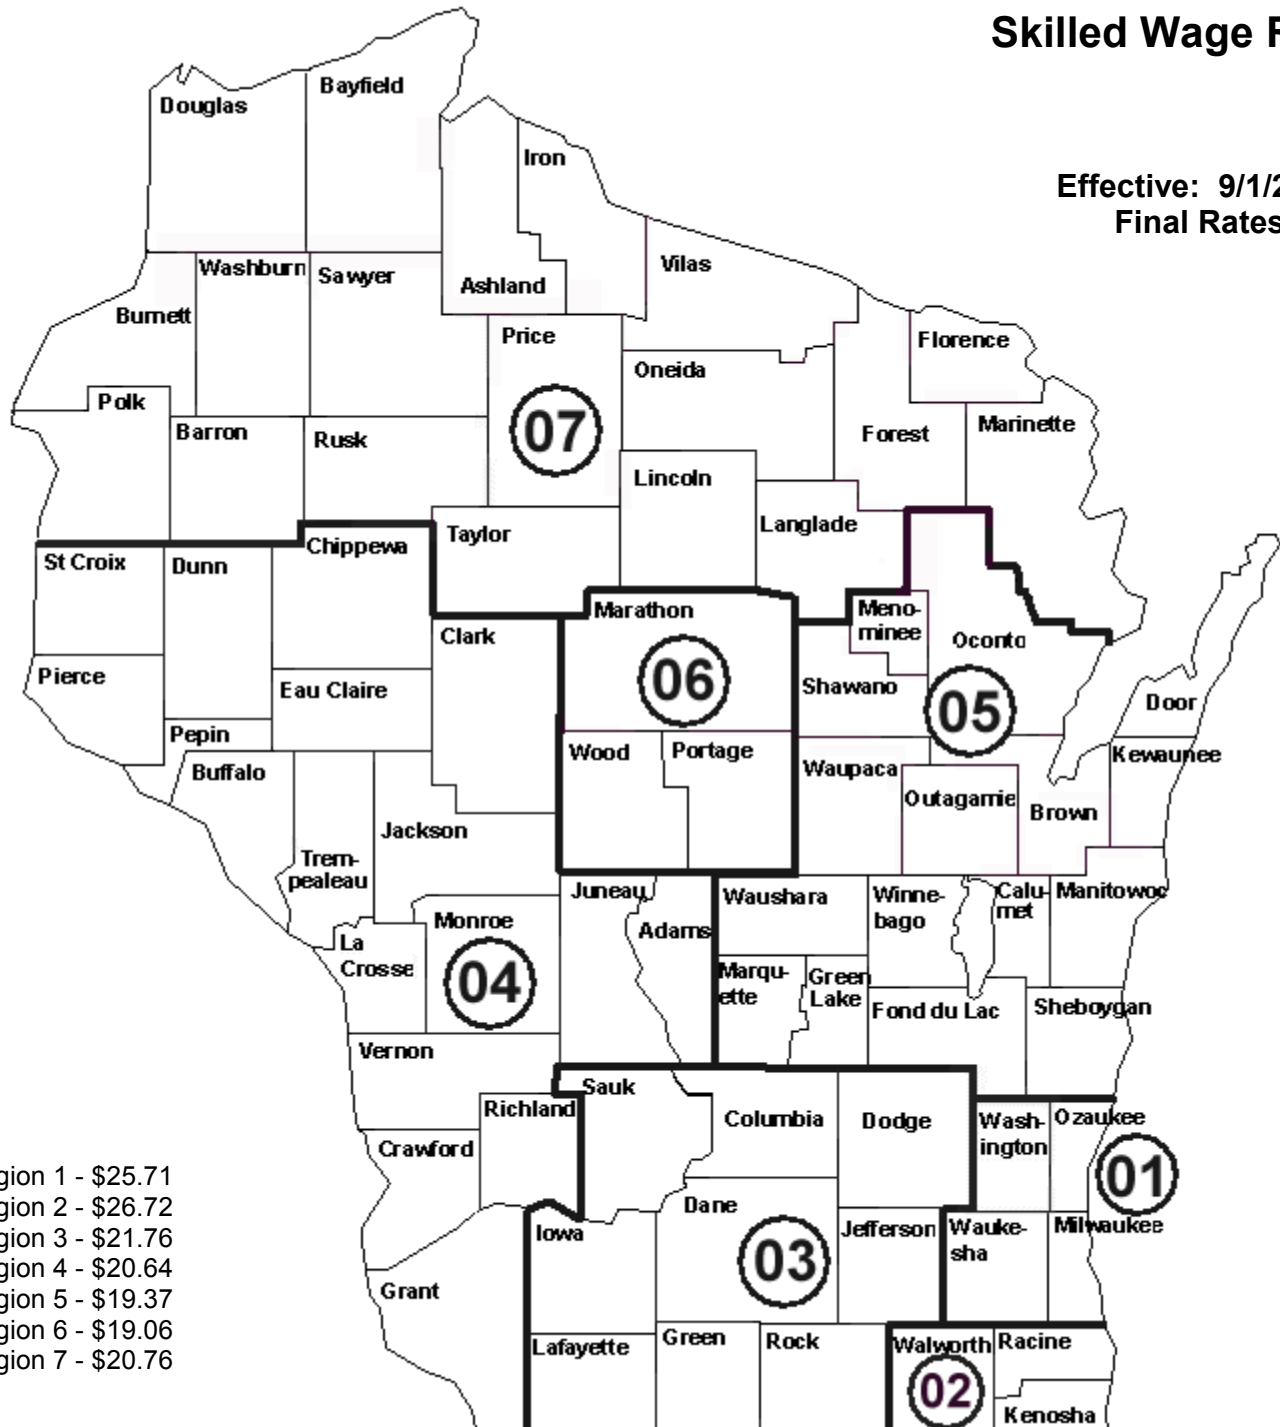 Skilled Wage
Effective: 9/1/2
Final Rates
Bayfield
Douglas
Iron
Vilas
Washburn
Sawyer
Ashland
Burnett
Price
Florence
Oneida
Polk
Barron
Rusk
07
Forest
Marinette
Lincoln
Langlade
Taylor
Chippewa
St Croix
Dunn
Marathon
Meno-
minee
Clark
Oconto
Pierce
Eau Claire
06
Shawano
05
Door
Pepin
Wood
Portage
Kewaunee
Buffalo
Waupaca
Outagamie
Brown
Jackson
Trem-
pealeau
Juneau
Waushara
Winne-
bago
Calu-
met
Manitowoc
Monroe
Adams
La
Crosse
04
Marqu-
ette
Green
Lake
Fond du Lac
Sheboygan
Vernon
Sauk
Richland
Columbia
Dodge
Wash-
ington
Ozaukee
Crawford
01
gion 1 - $25.71
gion 2 - $26.72
gion 3 - $21.76
gion 4 - $20.64
gion 5 - $19.37
gion 6 - $19.06
gion 7 - $20.76
Dane
Iowa
Jefferson
Wauke-
sha
Milwaukee
03
Grant
Lafayette
Green
Rock
Walworth
Racine
02
Kenosha